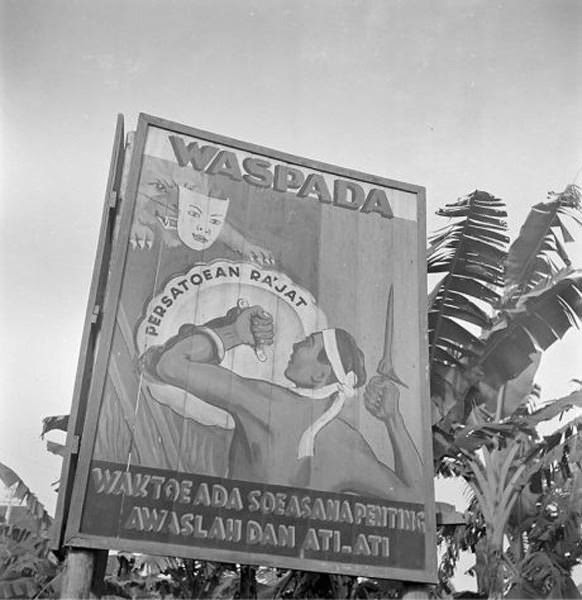 WASPADA
PERSATOEAN RA'JAT
WAKTOE ADA SOEASANA PENTING
AWASLAH DAN ATI-ATI